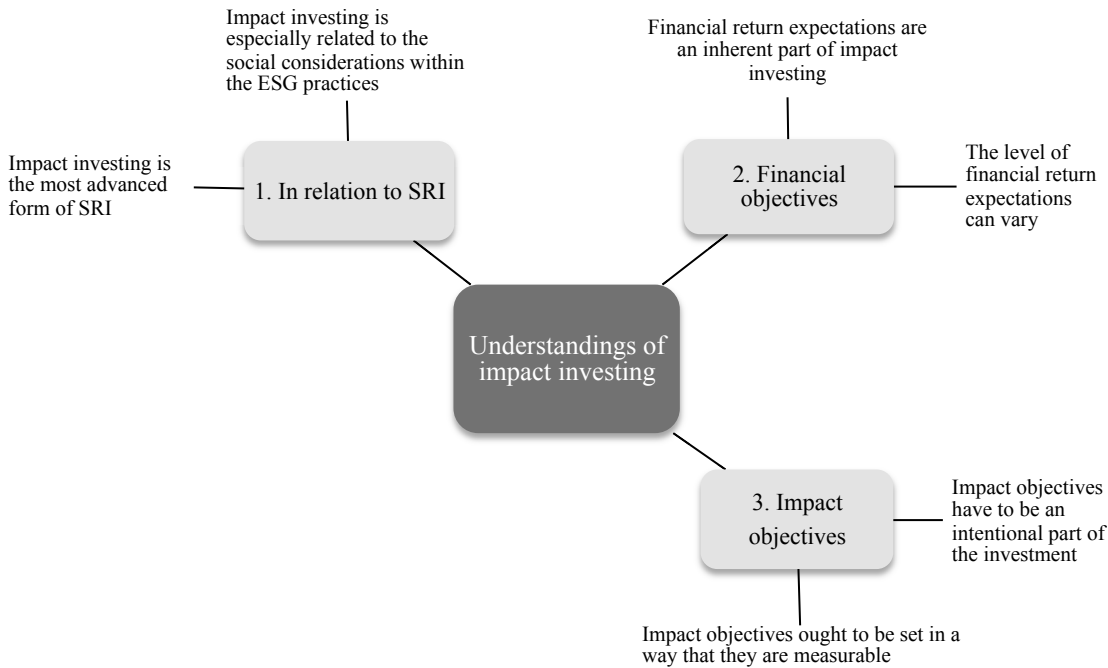 Impact investing is
especially related to the
social considerations within
the ESG practices
Impact investing is
the most advanced
form of SRI
1. In relation to SRI
Financial return expectations are
an inherent part of impact
investing
2. Financial
objectives
The level of
financial return
expectations
can vary
Understandings of
impact investing
3. Impact
objectives
Impact objectives
have to be an
intentional part of
the investment
Impact objectives ought to be set in a
way that they are measurable